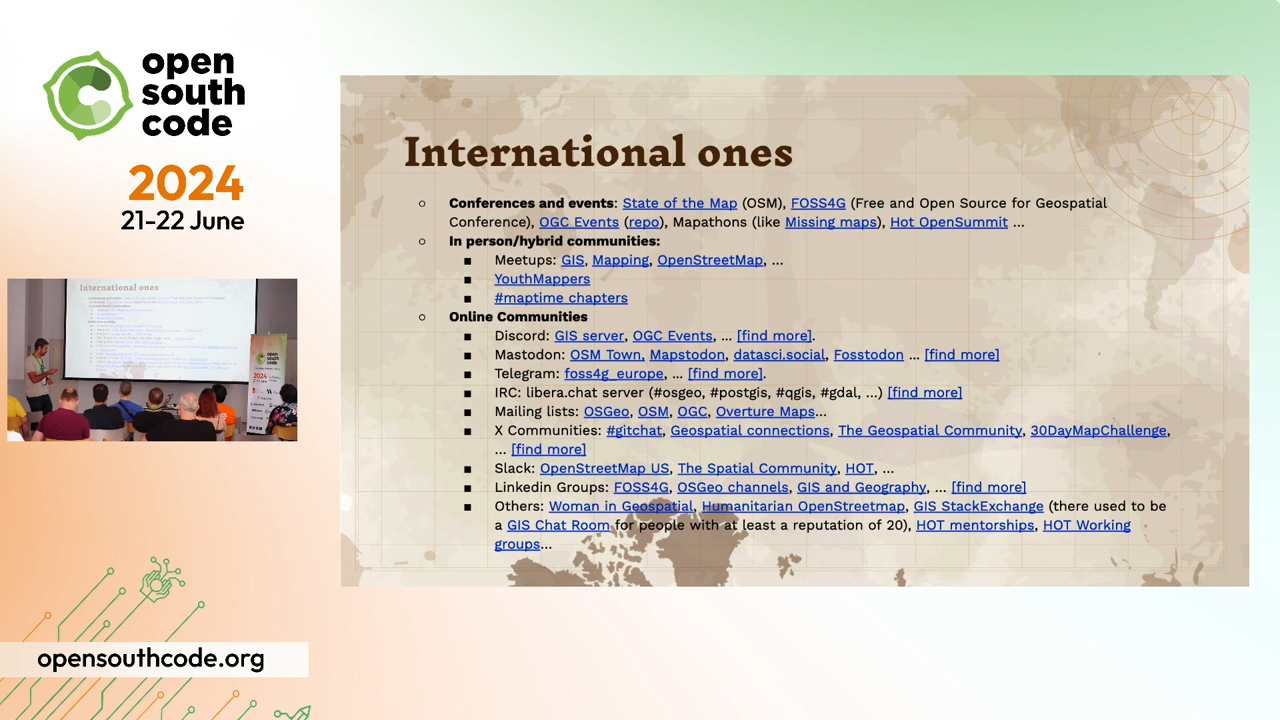 open
south
code
2024
21-22 June
International ones
○ Conferences and events: State of the Map (OSM), FOSS4G (Free and Open Source for Geospatial
Conference), OGC Events (repo), Mapathons (like Missing maps), Hot OpenSummit ...
○ In person/hybrid communities:
■ Meetups: GIS, Mapping, OpenStreetMap, ...
■ YouthMappers
■ #maptime chapters
○ Online Communities
■ Discord: GIS server, OGC Events, ... [find more].
■ Mastodon: OSM Town, Mapstodon, datasci.social, Fosstodon ... [find more]
■ Telegram: foss4g_europe, ... [find more].
■ IRC: libera.chat server (#osgeo, #postgis, #qgis, #gdal, ...) [find more]
■ Mailing lists: OSGeo, OSM, OGC, Overture Maps...
■ X Communities: #gitchat, Geospatial connections, The Geospatial Community, 30DayMapChallenge,
... [find more]
■ Slack: OpenStreetMap US, The Spatial Community, HOT, ...
■ Linkedin Groups: FOSS4G, OSGeo channels, GIS and Geography, ... [find more]
■ Others: Woman in Geospatial, Humanitarian OpenStreetmap, GIS StackExchange (there used to be
a GIS Chat Room for people with at least a reputation of 20), HOT mentorships, HOT Working
groups...
International ones
open
south
code
2024
opensouthcode.org